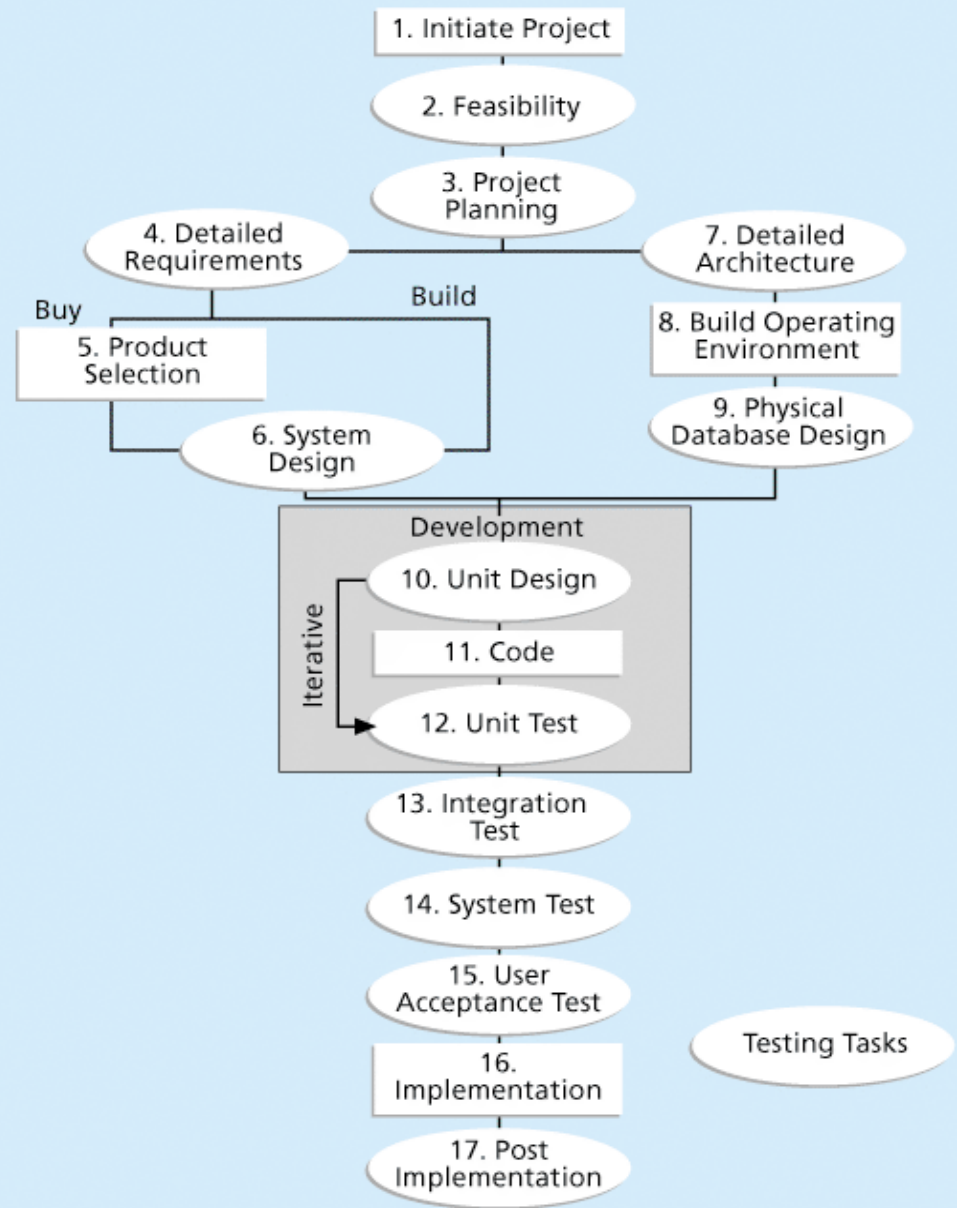 1. Initiate Project
2. Feasibility
3. Project
Planning
4. Detailed
Requirements
7. Detailed
Architecture
Buy
Build
5. Product
Selection
8. Build Operating
Environment
6. System
Design
9. Physical
Database Design
Development
10. Unit Design
Iterative
11. Code
12. Unit Test
13. Integration
Test
14. System Test
15. User
Acceptance Test
Testing Tasks
16.
Implementation
17. Post
Implementation